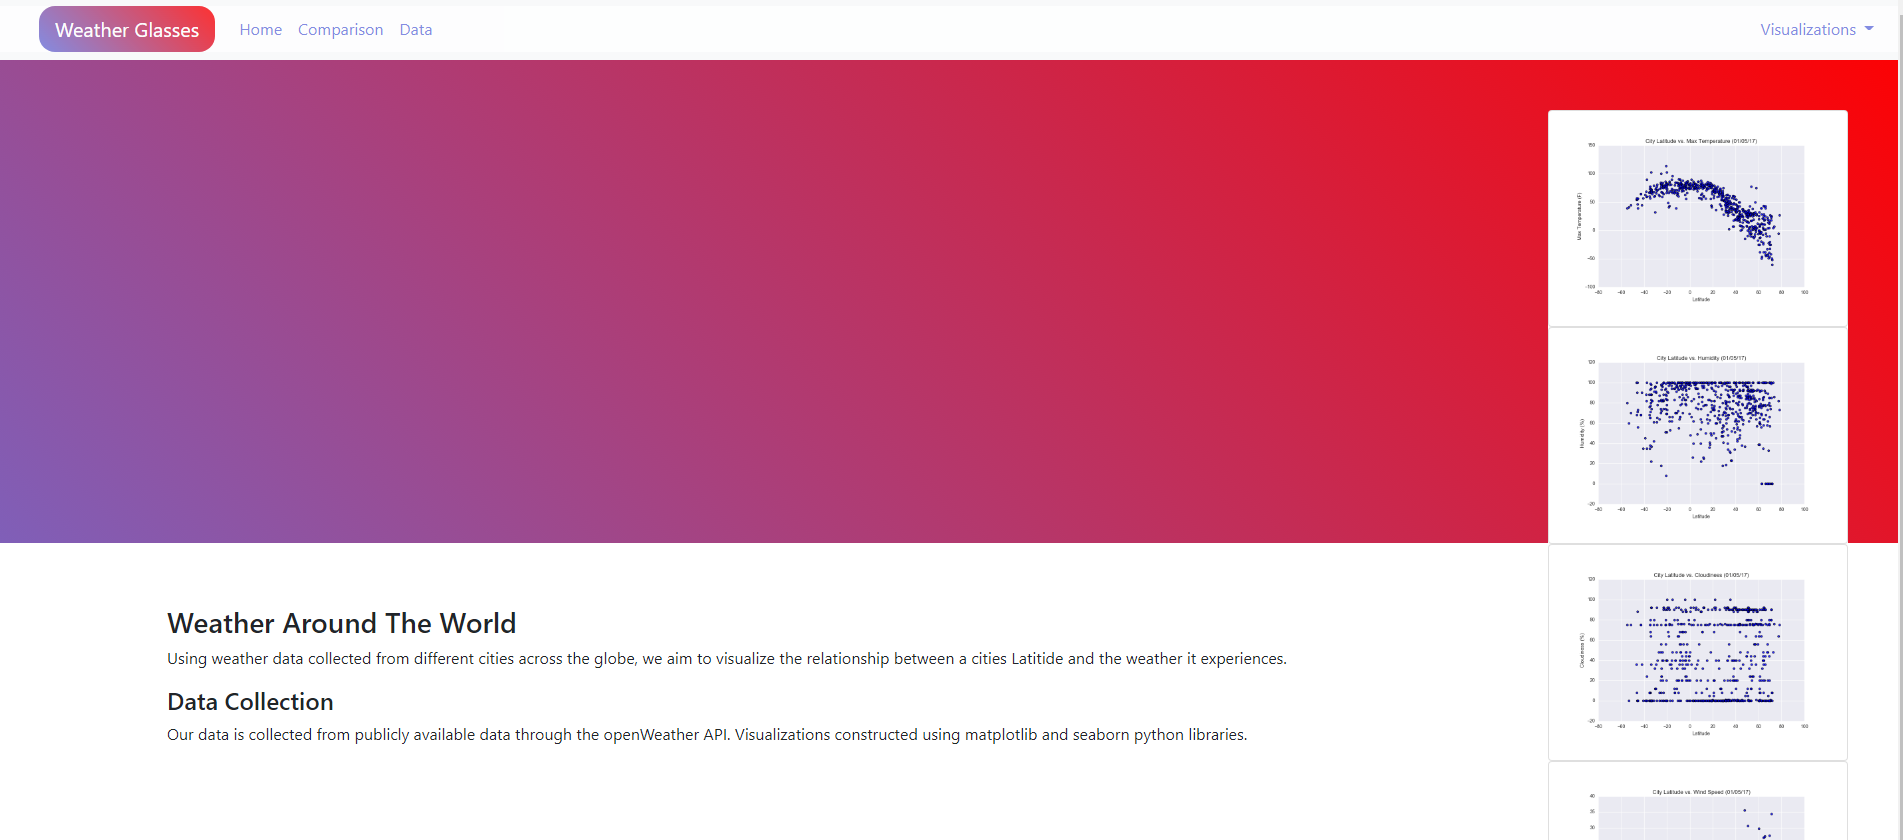 Weather Glasses Home Comparison Data Visualizations
City Latitude vs. Max Temperature (01/05/17)
150
100
50
0
-50
-100
Max Temperature (F)
-80 -60 -40 -20 0 20 40 60 80 100
Latitude
City Latitude vs. Humidity (01/05/17)
120
100
80
60
40
20
0
-20
Humidity (%)
-80 -60 -40 -20 0 20 40 60 80 100
Latitude
City Latitude vs. Cloudiness (01/05/17)
120
100
80
60
40
20
0
-20
Cloudiness (%)
-80 -60 -40 -20 0 20 40 60 80 100
Latitude
City Latitude vs. Wind Speed (01/05/17)
40
35
30
Weather Around The World
Using weather data collected from different cities across the globe, we aim to visualize the relationship between a cities Latitide and the weather it experiences.
Data Collection
Our data is collected from publicly available data through the openWeather API. Visualizations constructed using matplotlib and seaborn python libraries.